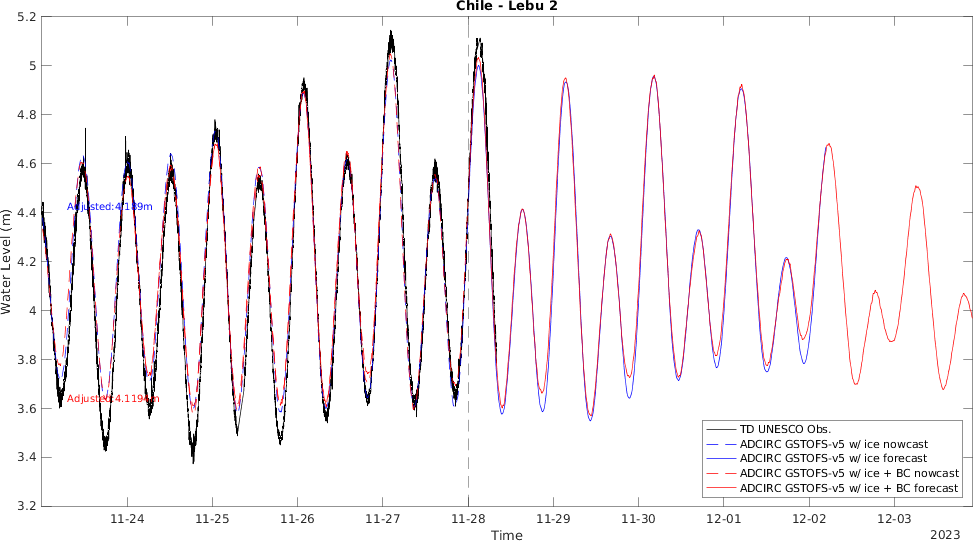 Chile - Lebu 2
5.2
5
4.8
4.6
4.4
4.2
4
3.8
3.6
3.4
3.2
Water Level (m)
Adjusted:4.189m
Adjusted:4.1194m
TD UNESCO Obs.
ADCIRC GSTOFS-v5 w/ ice nowcast
ADCIRC GSTOFS-v5 w/ ice forecast
ADCIRC GSTOFS-v5 w/ ice + BC nowcast
ADCIRC GSTOFS-v5 w/ ice + BC forecast
11-24 11-25 11-26 11-27 11-28 11-29 11-30 12-01 12-02 12-03
Time
2023